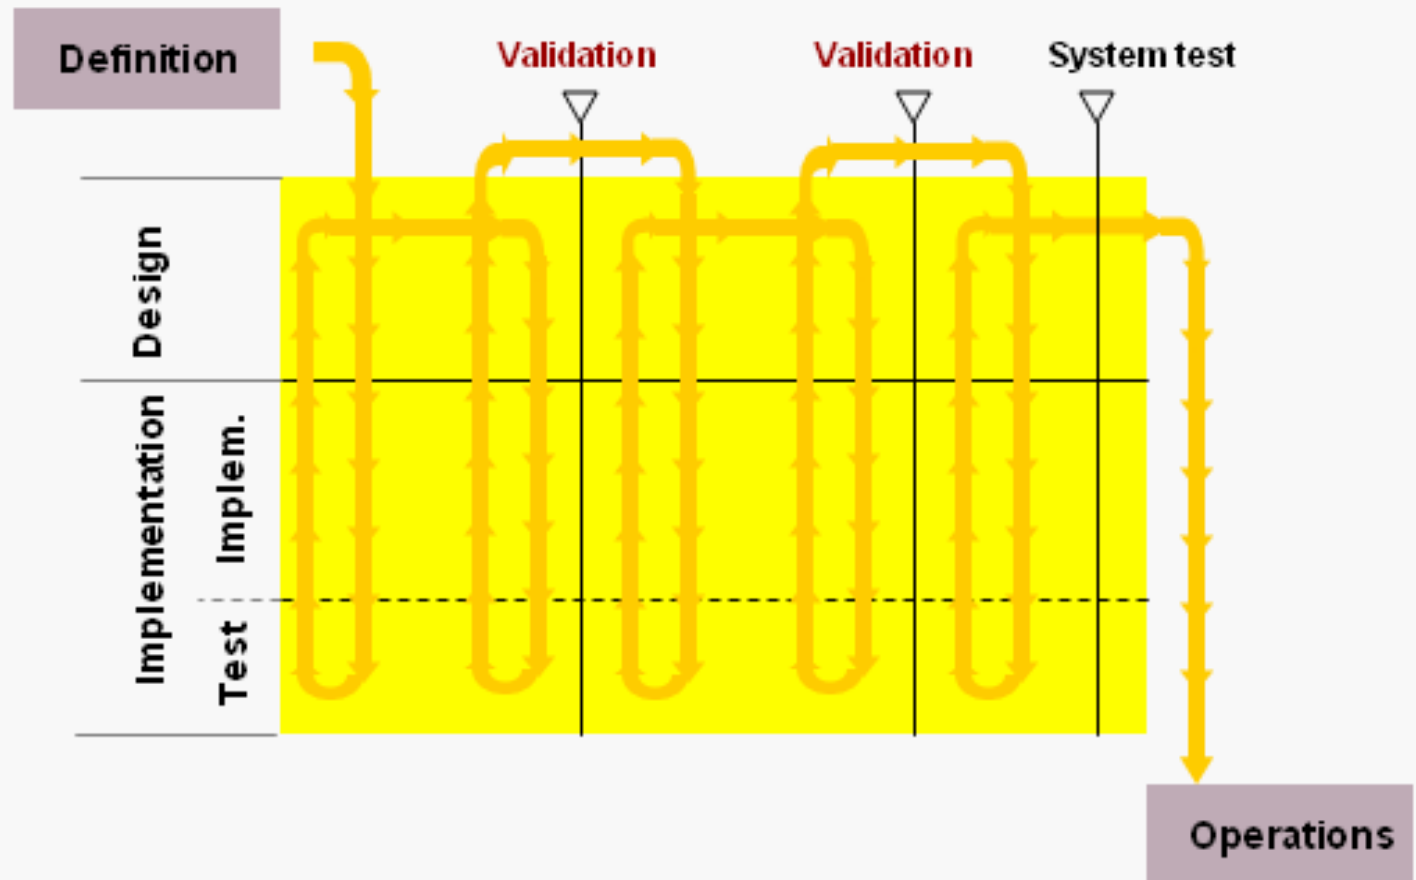 Definition
Validation
Validation
System test
Design
Implementation
Implem.
Test
Operations